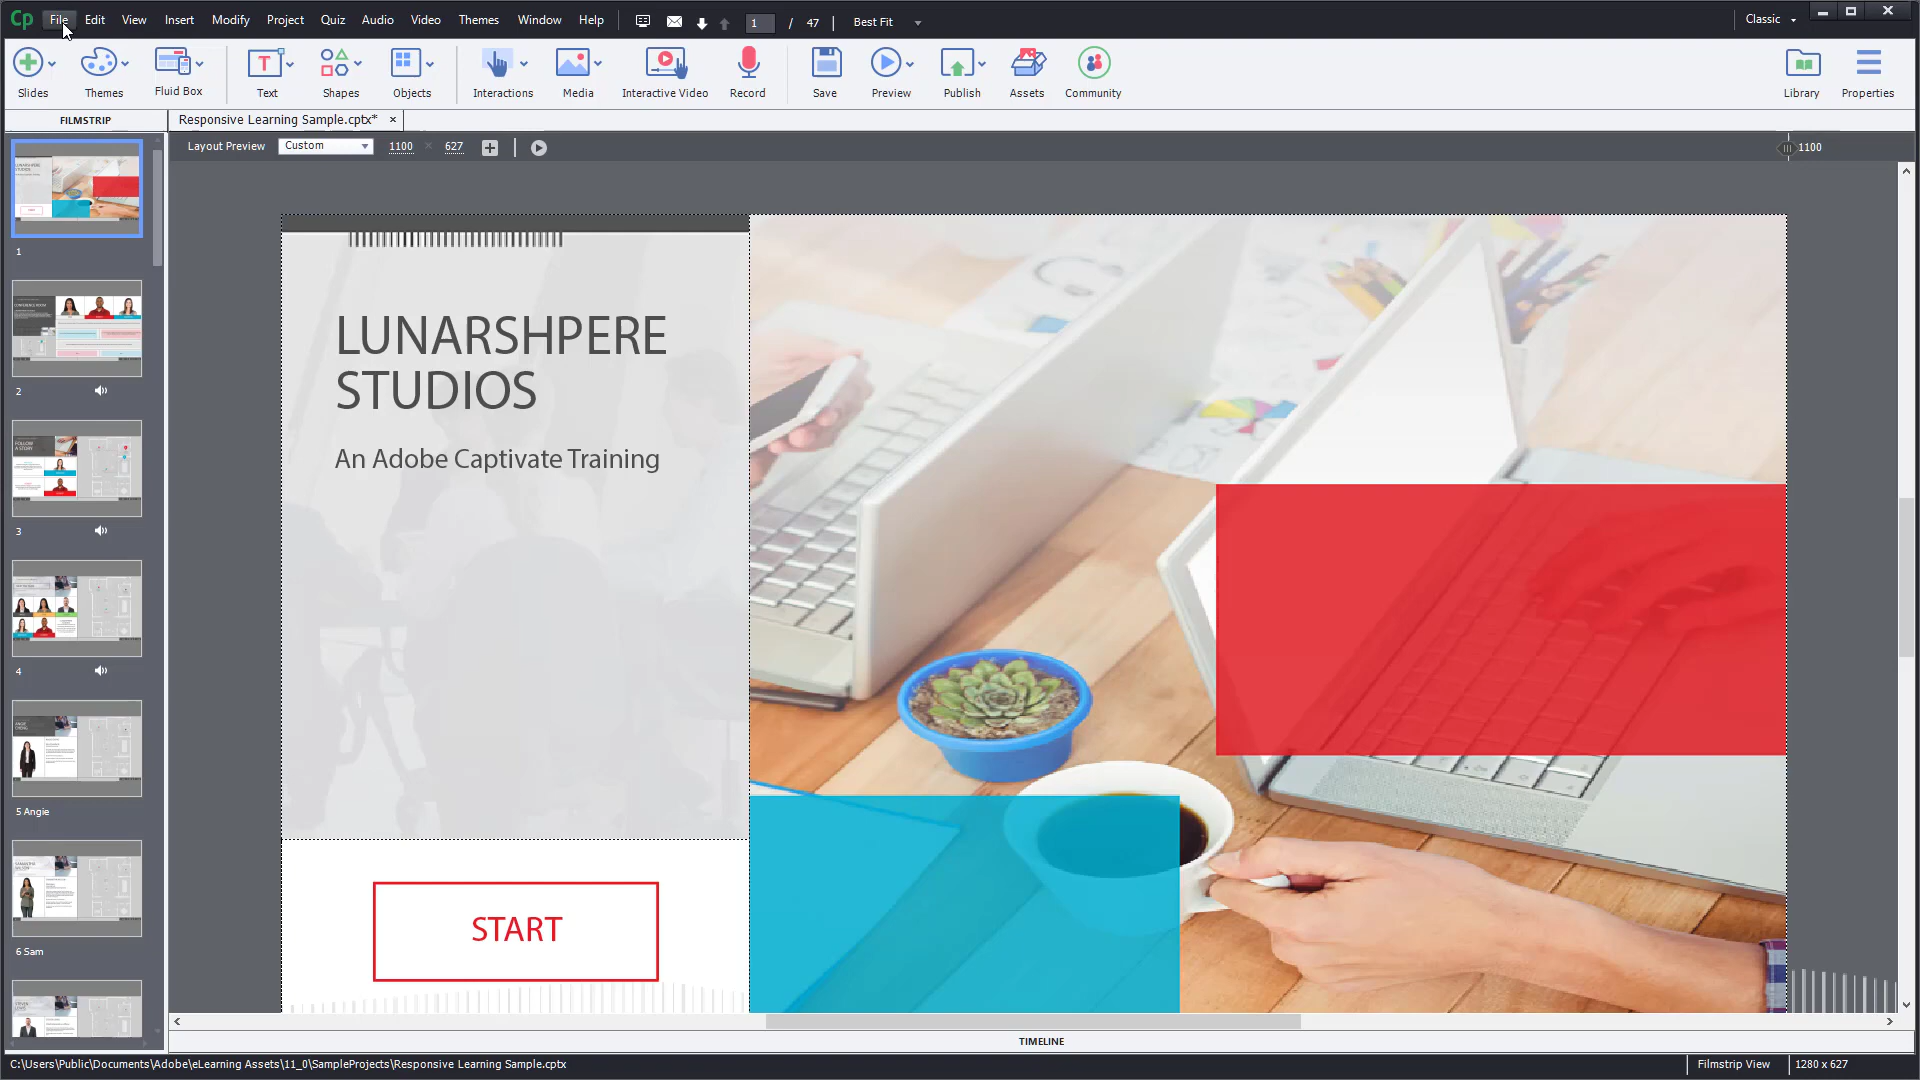 Cp File Edit View Insert Modify Project Quiz Audio Video Themes Window Help 1 / 47 Best Fit Classic
Slides Themes Fluid Box Text Shapes Objects Interactions Media Interactive Video Record Save Preview Publish Assets Community Library Properties
FILMSTRIP
Responsive Learning Sample.cptx* ×
Layout Preview Custom 1100 × 627 1100
1
2
3
4
5 Angie
6 Sam
LUNARSHPERE
STUDIOS
An Adobe Captivate Training
START
TIMELINE
C:\Users\Public\Documents\Adobe\eLearning Assets\11_0\SampleProjects\Responsive Learning Sample.cptx Filmstrip View 1280 x 627